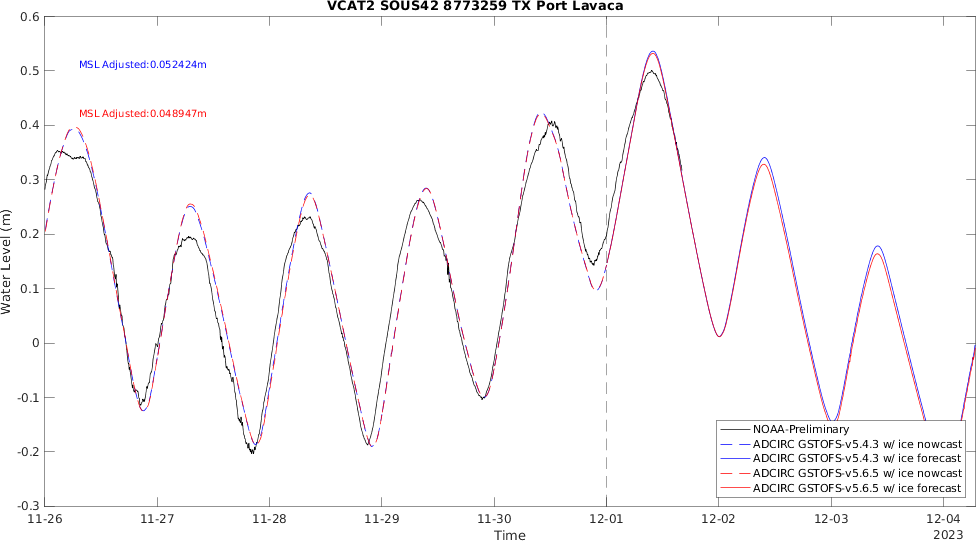 VCAT2 SOUS42 8773259 TX Port Lavaca
0.6
0.5
0.4
0.3
0.2
0.1
0
-0.1
-0.2
-0.3
Water Level (m)
MSL Adjusted:0.052424m
MSL Adjusted:0.048947m
NOAA-Preliminary
ADCIRC GSTOFS-v5.4.3 w/ ice nowcast
ADCIRC GSTOFS-v5.4.3 w/ ice forecast
ADCIRC GSTOFS-v5.6.5 w/ ice nowcast
ADCIRC GSTOFS-v5.6.5 w/ ice forecast
11-26 11-27 11-28 11-29 11-30 12-01 12-02 12-03 12-04
Time
2023